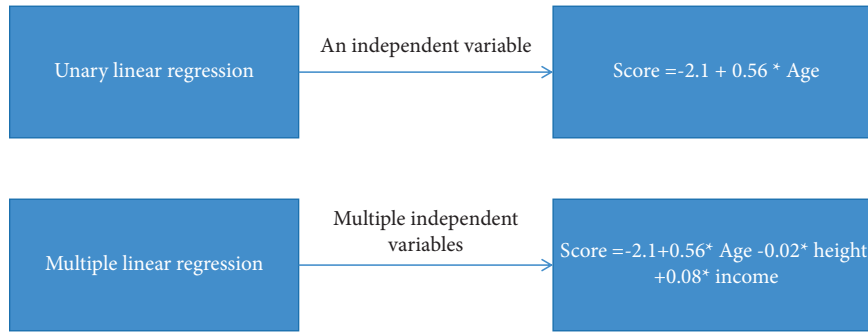 Unary linear regression
An independent variable
Score =-2.1 + 0.56 * Age
Multiple linear regression
Multiple independent
variables
Score =-2.1+0.56* Age -0.02* height
+0.08* income